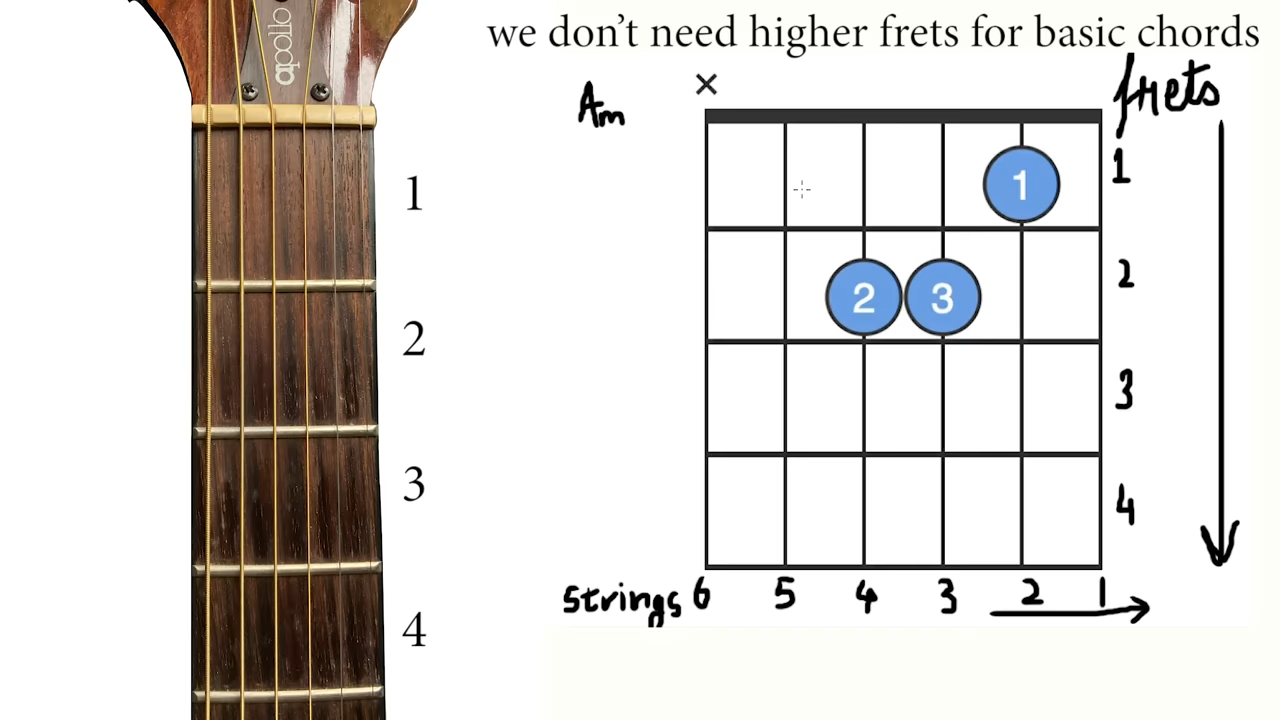 we don't need higher frets for basic chords
apollo
Am
×
frets
1
1
1
2
2
2
3
3
3
4
4
Strings 6 5 4 3 2 1